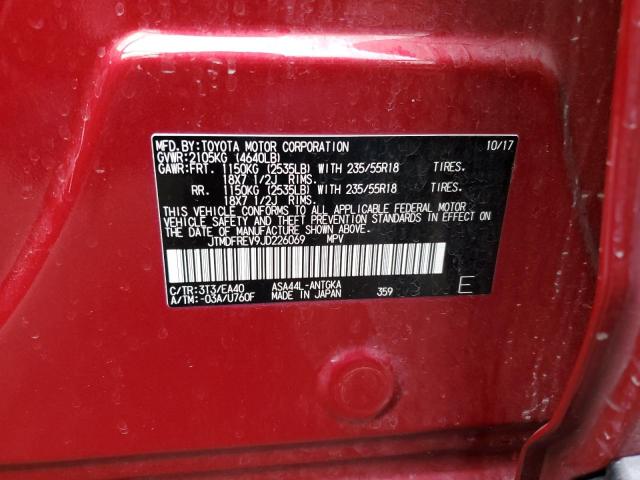 MFD.BY:TOYOTA MOTOR CORPORATION 10/17
GVWR:2105KG (4640LB)
GAWR:FRT. 1150KG (2535LB) WITH 235/55R18 TIRES.
18X7 1/2J RIMS.
RR. 1150KG (2535LB) WITH 235/55R18 TIRES.
18X7 1/2J RIMS.
THIS VEHICLE CONFORMS TO ALL APPLICABLE FEDERAL MOTOR
VEHICLE SAFETY AND THEFT PREVENTION STANDARDS IN EFFECT ON
THE DATE OF MANUFACTURE SHOWN ABOVE.
JTMDFREV9JD226069 MPV
C/TR:3T3/EA40 ASA44L-ANTGKA
A/TM:-03A/U760F MADE IN JAPAN 359 E